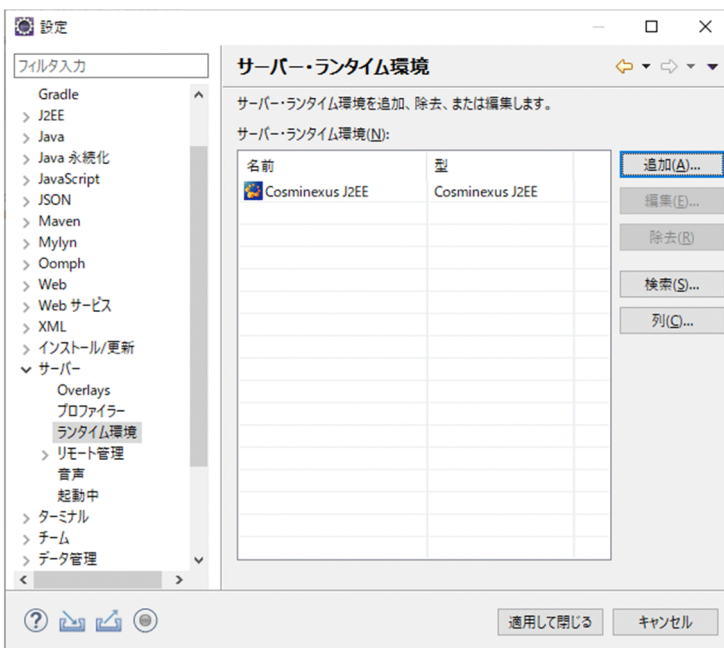 設定
フィルタ入力
Gradle
J2EE
Java
Java 永続化
JavaScript
JSON
Maven
Mylyn
Oomph
Web
Web サービス
XML
インストール/更新
サーバー
Overlays
プロファイラー
ランタイム環境
リモート管理
音声
起動中
ターミナル
チーム
データ管理
サーバー・ランタイム環境
サーバー・ランタイム環境を追加、除去、または編集します。
サーバー・ランタイム環境(N):
名前 型
Cosminexus J2EE Cosminexus J2EE
追加(A)...
編集(E)...
除去(R)
検索(S)...
列(C)...
適用して閉じる キャンセル